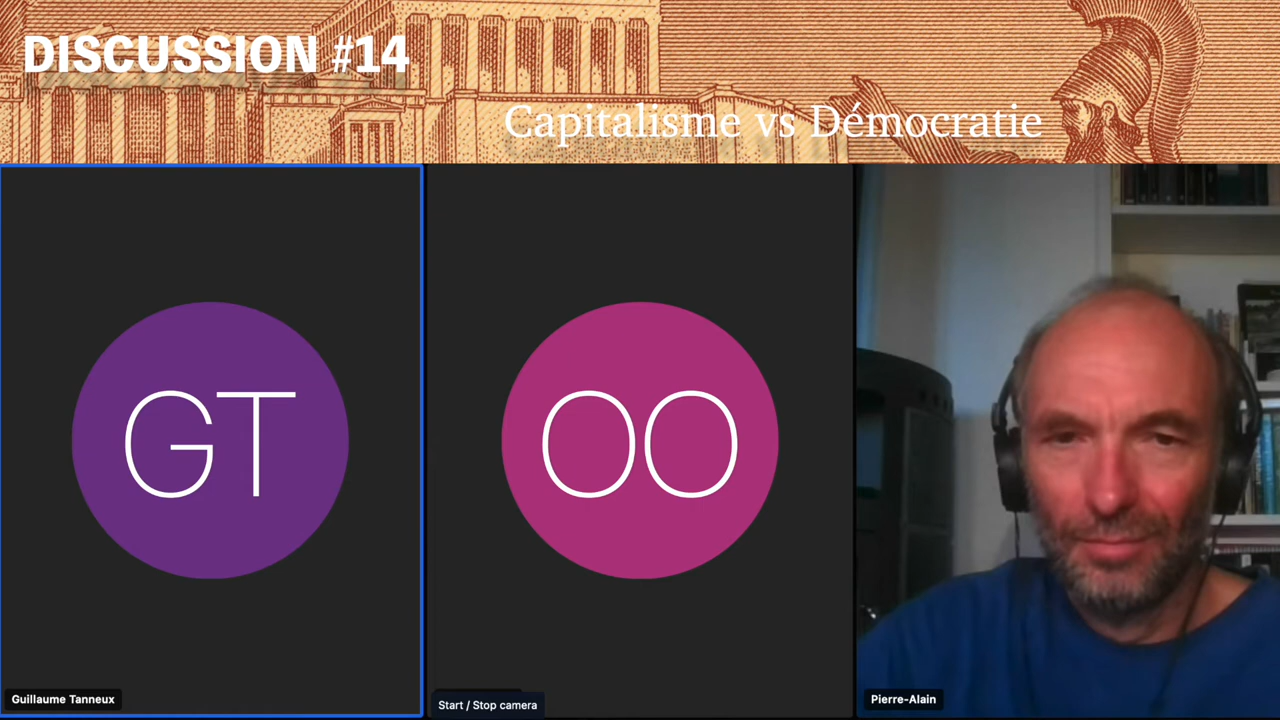 DISCUSSION #14
Capitalisme vs Démocratie
GT
OO
Guillaume Tanneux
Start / Stop camera
Pierre-Alain